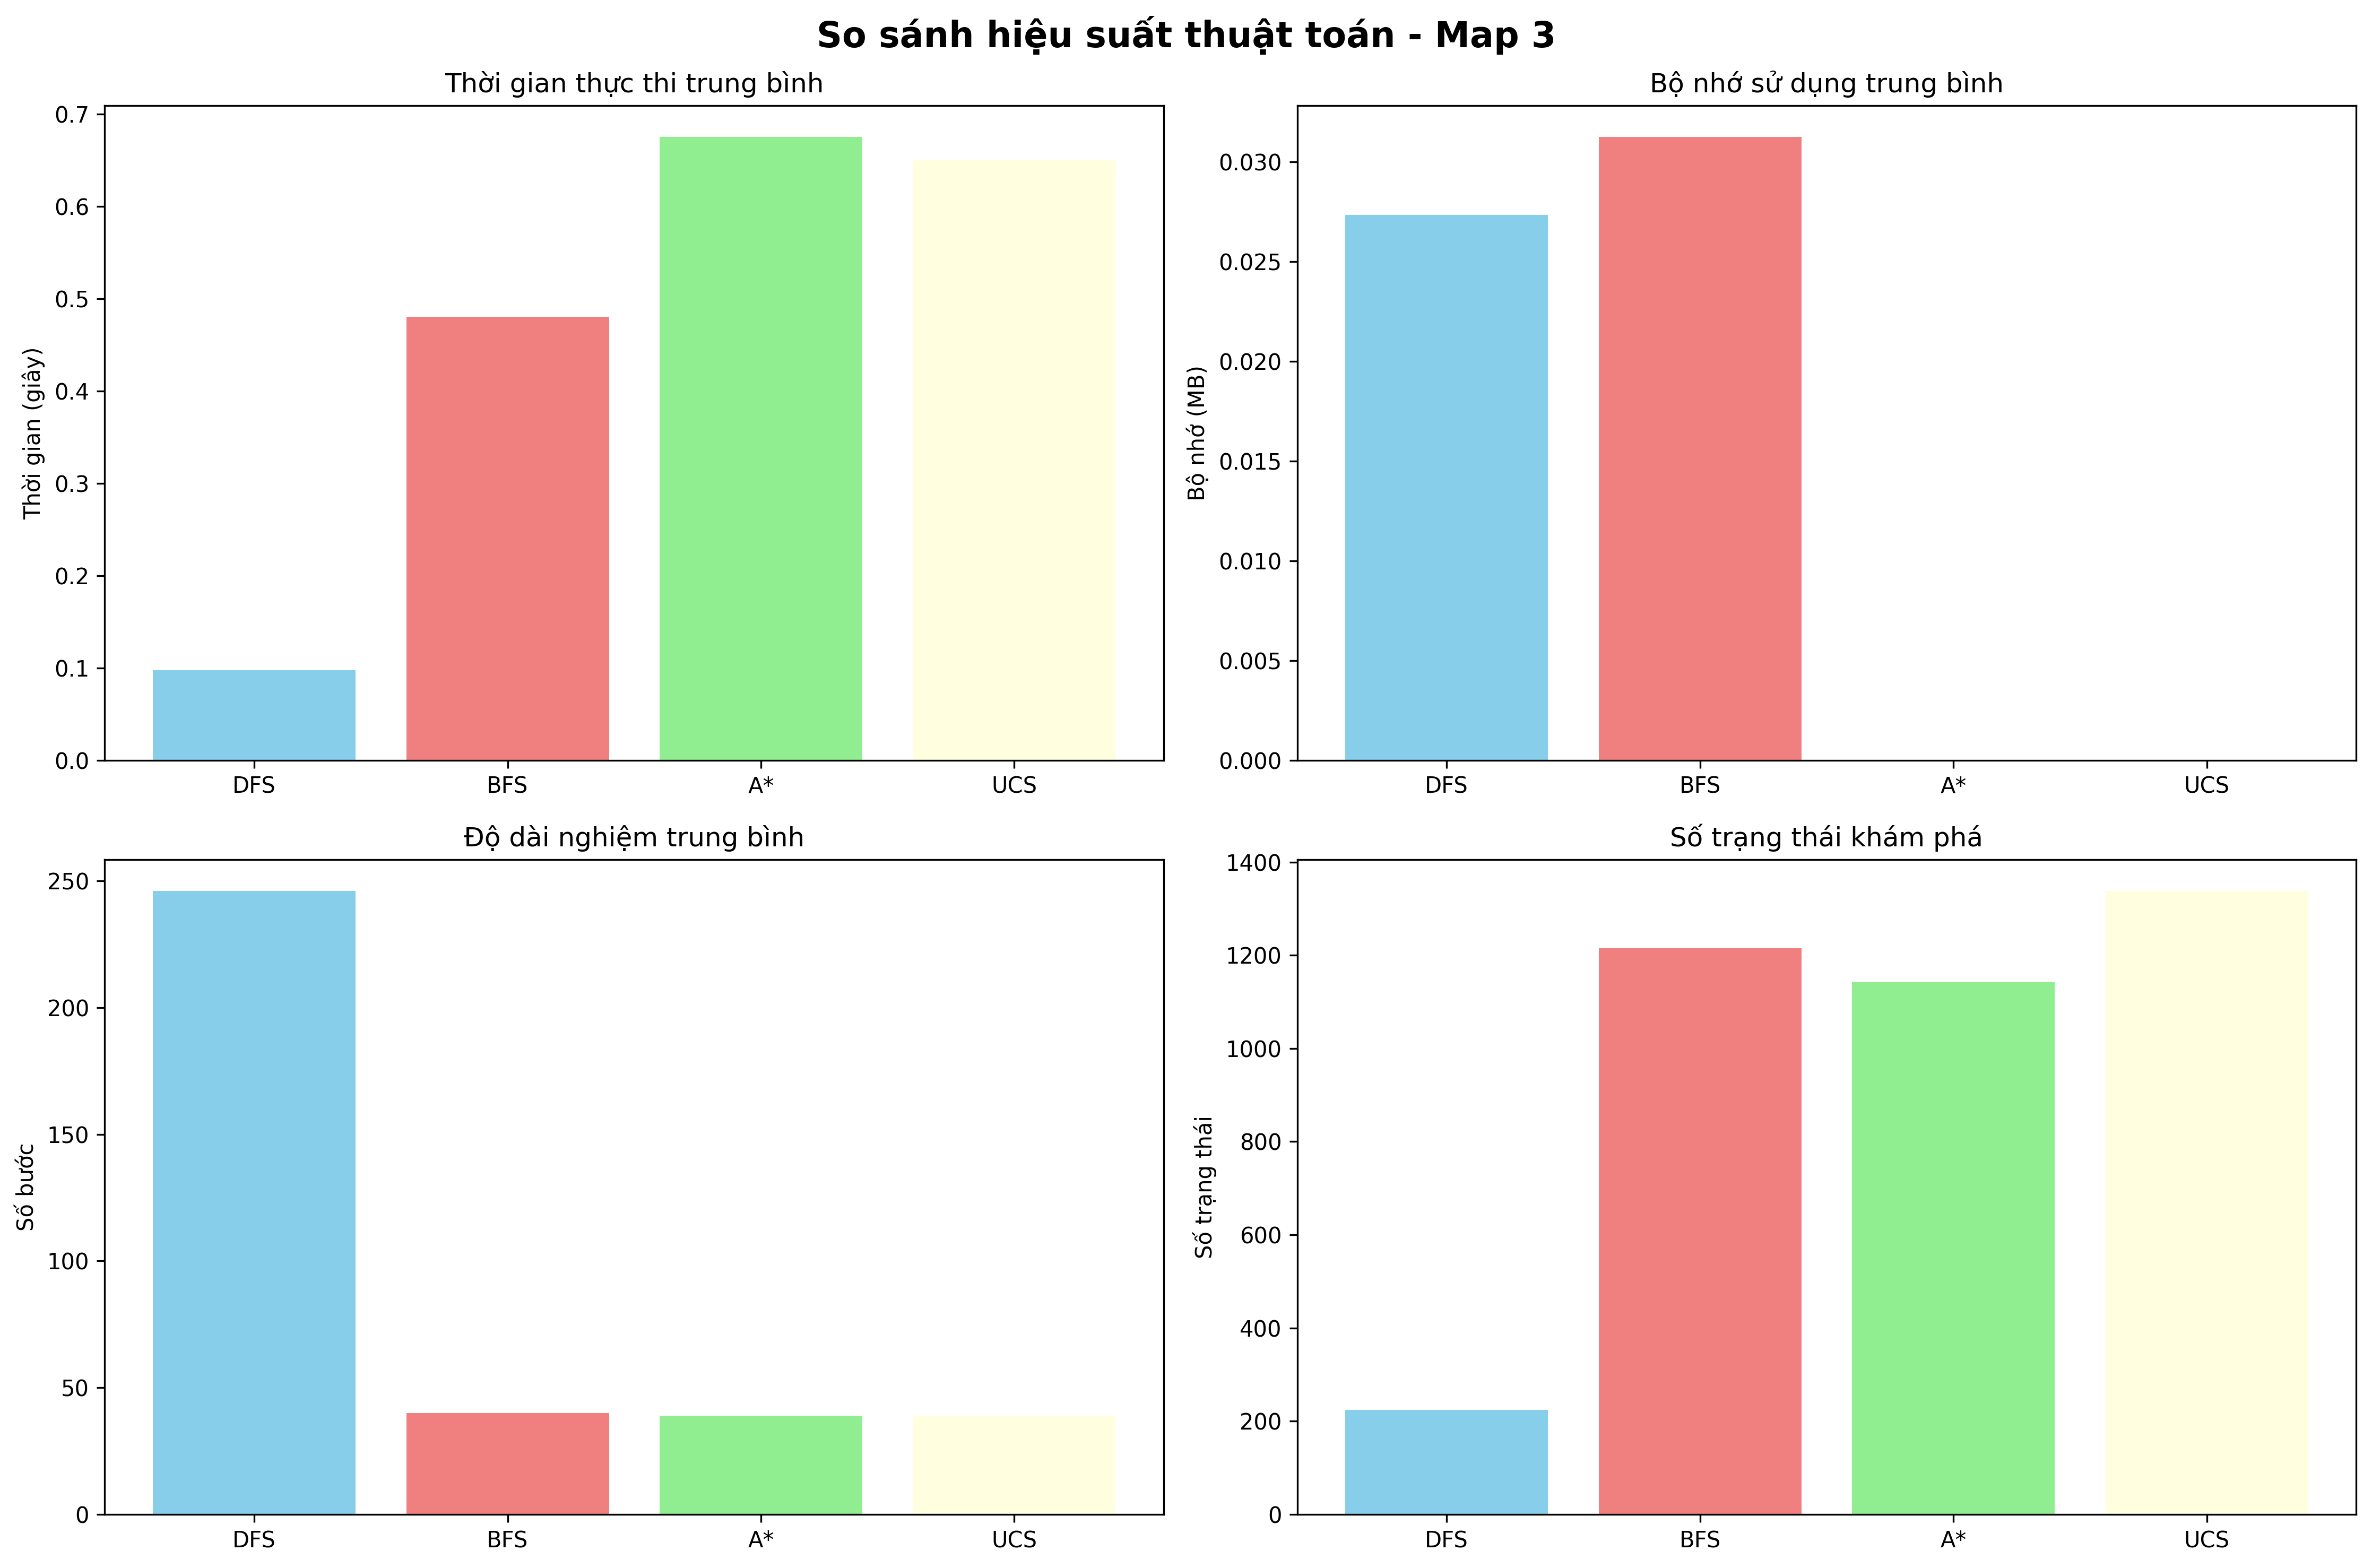 So sánh hiệu suất thuật toán - Map 3
Thời gian thực thi trung bình
Thời gian (giây)
0.7
0.6
0.5
0.4
0.3
0.2
0.1
0.0
DFS BFS A* UCS
Bộ nhớ sử dụng trung bình
Bộ nhớ (MB)
0.030
0.025
0.020
0.015
0.010
0.005
0.000
DFS BFS A* UCS
Độ dài nghiệm trung bình
Số bước
250
200
150
100
50
0
DFS BFS A* UCS
Số trạng thái khám phá
Số trạng thái
1400
1200
1000
800
600
400
200
0
DFS BFS A* UCS